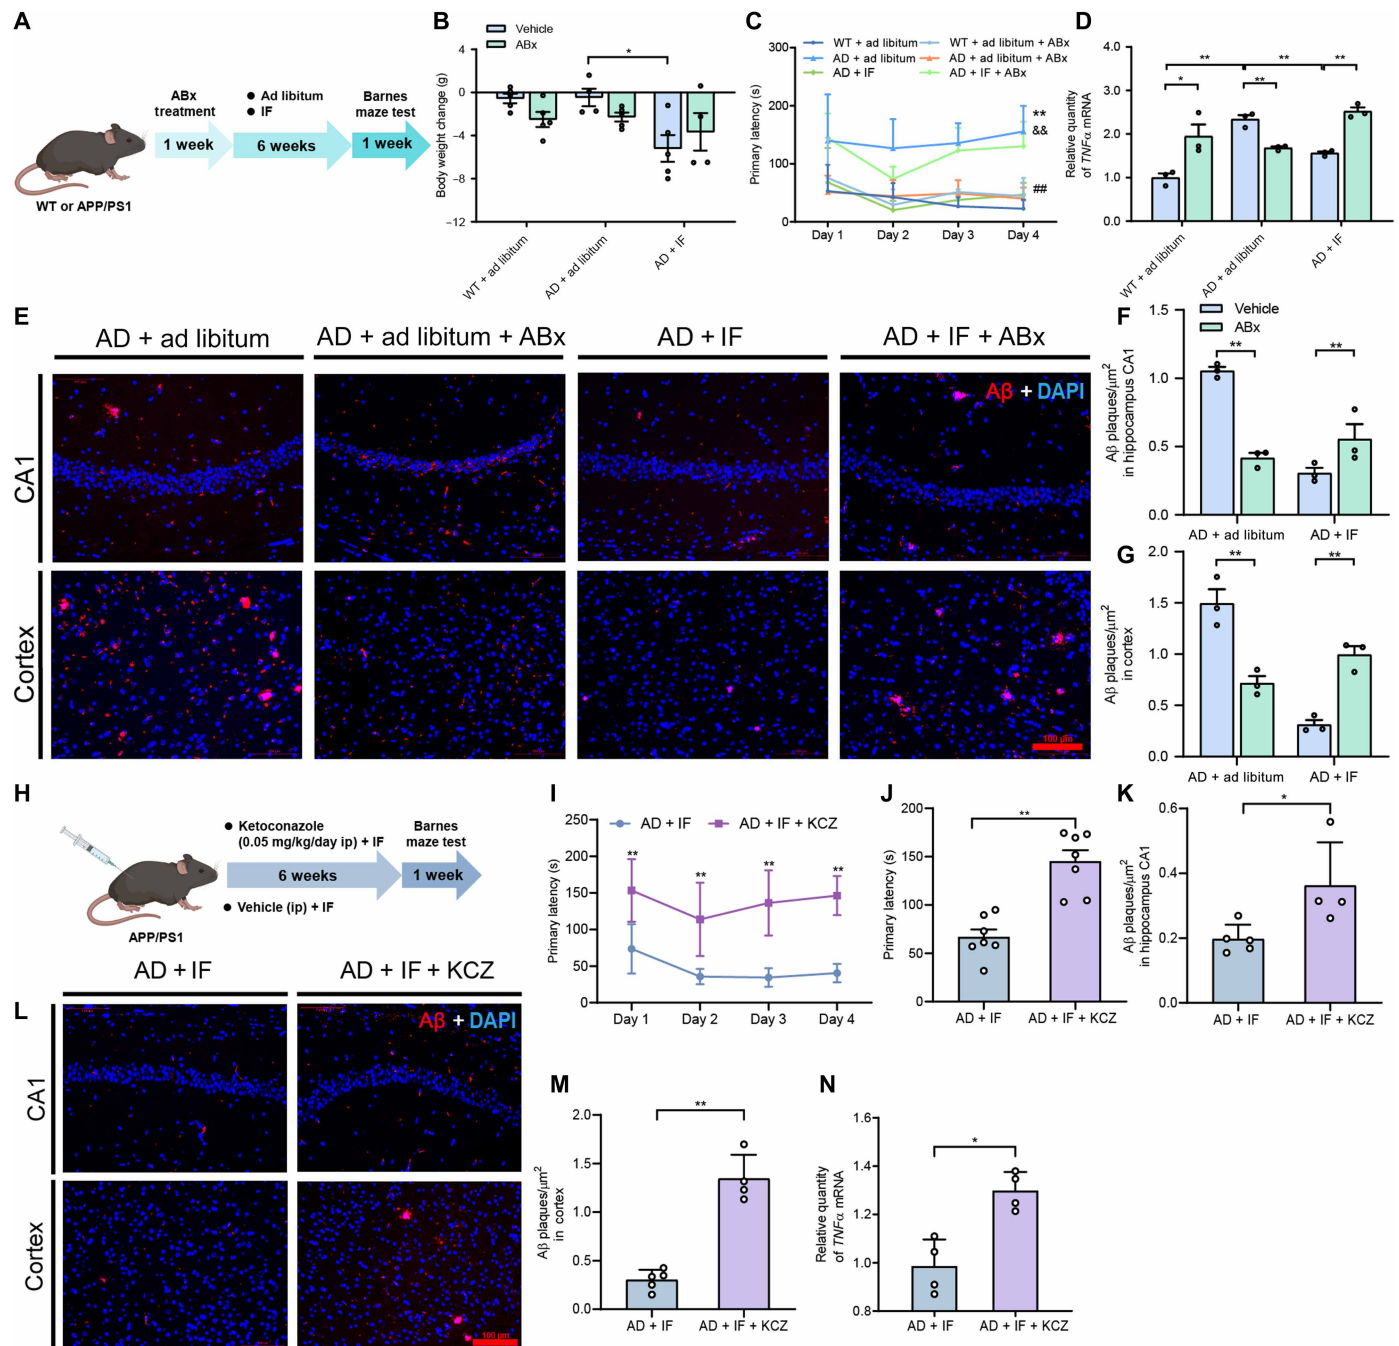 A
ABx
treatment
● Ad libitum
● IF
Barnes
maze test
1 week
6 weeks
1 week
WT or APP/PS1
B
Vehicle
ABx
Body weight change (g)
4
0
−4
−8
−12
*
WT + ad libitum
AD + ad libitum
AD + IF
C
WT + ad libitum
AD + ad libitum
AD + IF
WT + ad libitum + ABx
AD + ad libitum + ABx
AD + IF + ABx
Primary latency (s)
300
200
100
0
**
&&
##
Day 1
Day 2
Day 3
Day 4
D
Relative quantity
of TNFα mRNA
4.0
3.0
2.0
1.0
0.0
**
**
**
*
**
WT + ad libitum
AD + ad libitum
AD + IF
E
AD + ad libitum
AD + ad libitum + ABx
AD + IF
AD + IF + ABx
CA1
Cortex
Aβ + DAPI
100 μm
F
Vehicle
ABx
Aβ plaques/μm2
in hippocampus CA1
1.5
1.0
0.5
0.0
**
**
AD + ad libitum
AD + IF
G
Aβ plaques/μm2
in cortex
2.0
1.5
1.0
0.5
0.0
**
**
AD + ad libitum
AD + IF
H
● Ketoconazole
(0.05 mg/kg/day ip) + IF
Barnes
maze test
6 weeks
1 week
● Vehicle (ip) + IF
APP/PS1
I
AD + IF
AD + IF + KCZ
Primary latency (s)
250
200
150
100
50
0
**
**
**
**
Day 1
Day 2
Day 3
Day 4
J
Primary latency (s)
200
150
100
50
0
**
AD + IF
AD + IF + KCZ
K
Aβ plaques/μm2
in hippocampus CA1
0.6
0.4
0.2
0.0
*
AD + IF
AD + IF + KCZ
L
AD + IF
AD + IF + KCZ
CA1
Cortex
Aβ + DAPI
100 μm
M
Aβ plaques/μm2
in cortex
2.0
1.5
1.0
0.5
0.0
**
AD + IF
AD + IF + KCZ
N
Relative quantity
of TNFα mRNA
1.6
1.4
1.2
1.0
0.8
*
AD + IF
AD + IF + KCZ